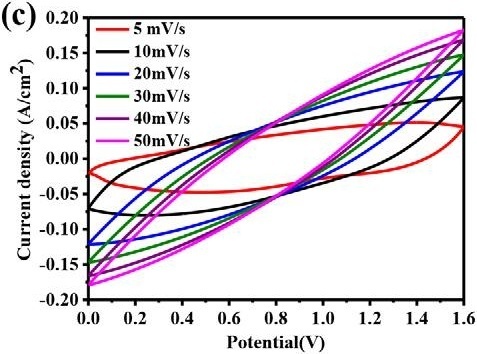 (c)
0.20
0.15
0.10
0.05
0.00
-0.05
-0.10
-0.15
-0.20
Current density (A/cm²)
5 mV/s
10mV/s
20mV/s
30mV/s
40mV/s
50mV/s
0.0 0.2 0.4 0.6 0.8 1.0 1.2 1.4 1.6
Potential(V)